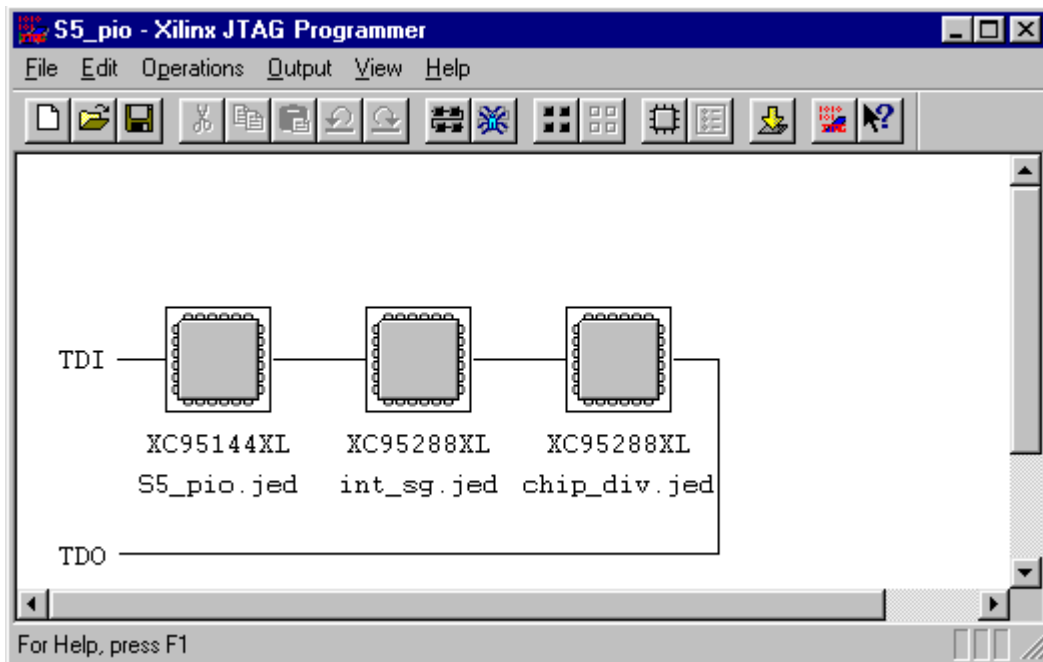 S5_pio - Xilinx JTAG Programmer
File Edit Operations Output View Help
TDI
XC95144XL XC95288XL XC95288XL
S5_pio.jed int_sg.jed chip_div.jed
TDO
For Help, press F1